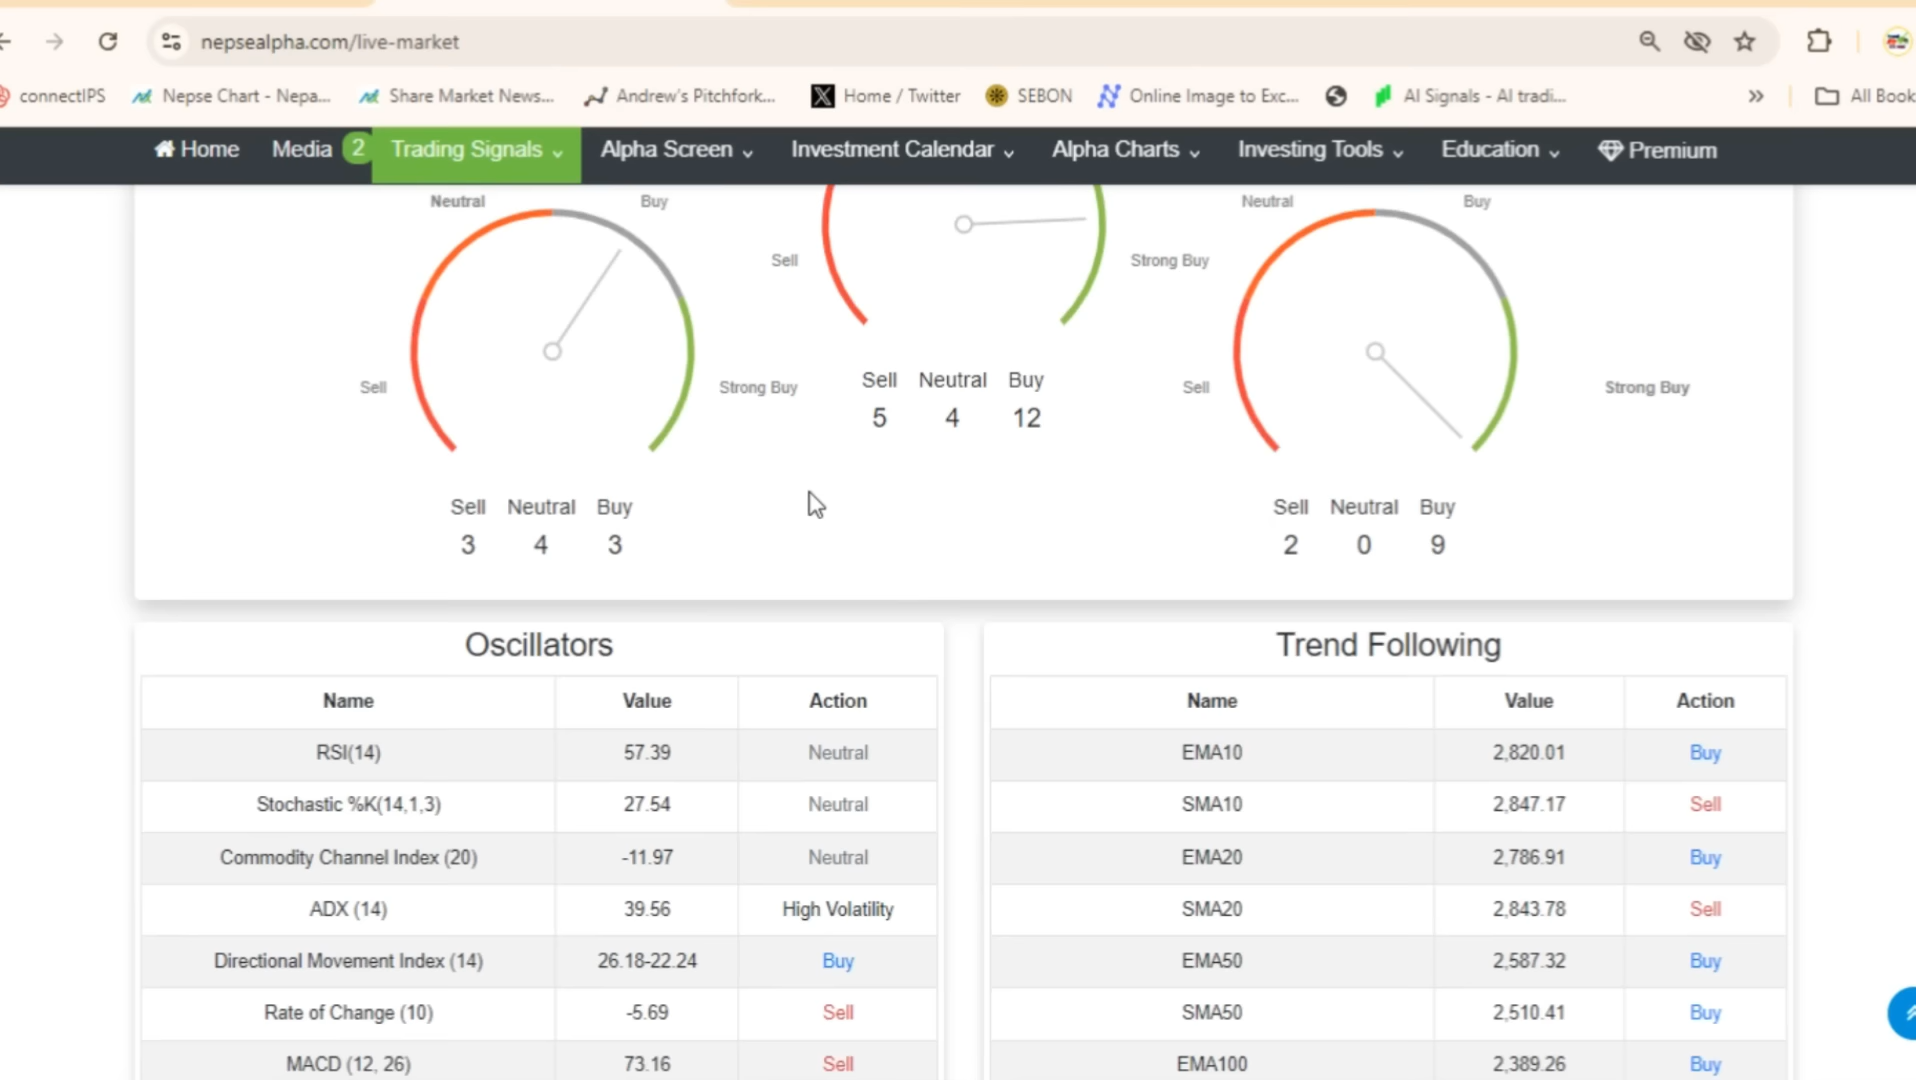 nepsealpha.com/live-market
connectIPS Nepse Chart - Nepa... Share Market News... Andrew's Pitchfork... Home / Twitter SEBON Online Image to Exc... AI Signals - AI tradi... » All Book
Home Media 2 Trading Signals Alpha Screen Investment Calendar Alpha Charts Investing Tools Education Premium
Neutral Buy
Sell Strong Buy
Sell Neutral Buy
3 4 3
Sell Strong Buy
Sell Neutral Buy
5 4 12
Neutral Buy
Sell Strong Buy
Sell Neutral Buy
2 0 9
Oscillators
Name Value Action
RSI(14) 57.39 Neutral
Stochastic %K(14,1,3) 27.54 Neutral
Commodity Channel Index (20) -11.97 Neutral
ADX (14) 39.56 High Volatility
Directional Movement Index (14) 26.18-22.24 Buy
Rate of Change (10) -5.69 Sell
MACD (12, 26) 73.16 Sell
Trend Following
Name Value Action
EMA10 2,820.01 Buy
SMA10 2,847.17 Sell
EMA20 2,786.91 Buy
SMA20 2,843.78 Sell
EMA50 2,587.32 Buy
SMA50 2,510.41 Buy
EMA100 2,389.26 Buy